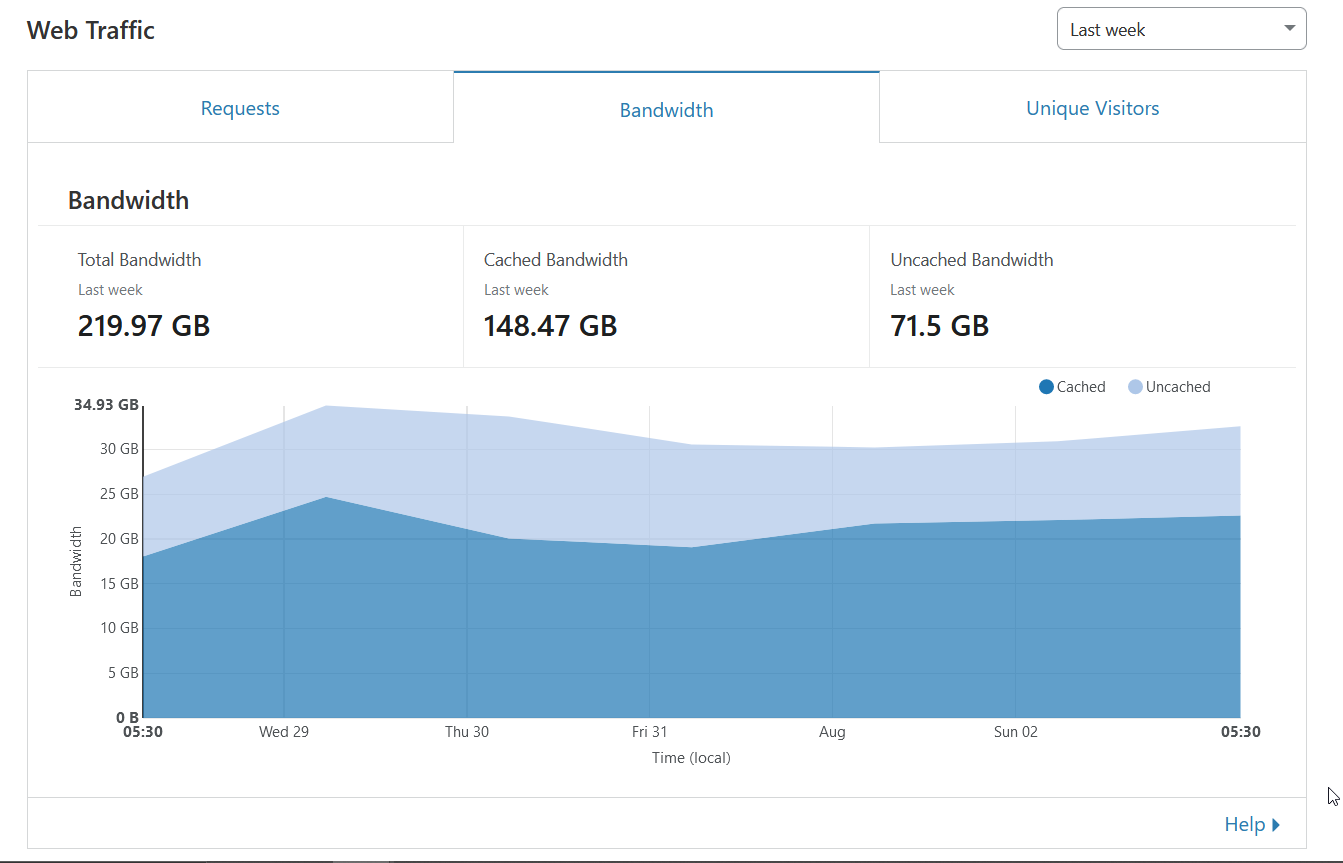 Web Traffic
Last week
Requests
Bandwidth
Unique Visitors
Bandwidth
Total Bandwidth
Last week
219.97 GB
Cached Bandwidth
Last week
148.47 GB
Uncached Bandwidth
Last week
71.5 GB
Cached
Uncached
34.93 GB
30 GB
25 GB
20 GB
15 GB
10 GB
5 GB
0 B
Bandwidth
05:30
Wed 29
Thu 30
Fri 31
Aug
Sun 02
05:30
Time (local)
Help